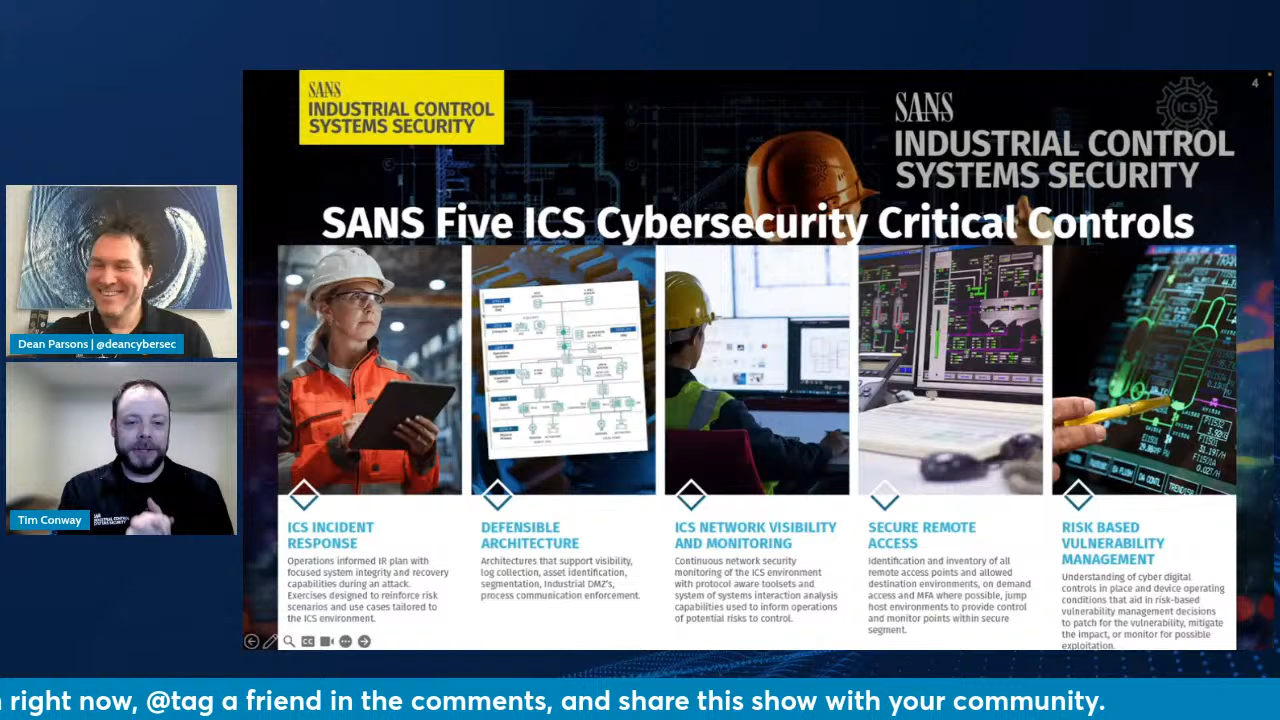 SANS
INDUSTRIAL CONTROL
SYSTEMS SECURITY
4
ICS
SANS
INDUSTRIAL CONTROL
SYSTEMS SECURITY
SANS Five ICS Cybersecurity Critical Controls
Dean Parsons | @deancybersec
Tim Conway
ICS INCIDENT
RESPONSE
Operations informed IR plan with
focused system integrity and recovery
capabilities during an attack.
Exercises designed to reinforce risk
scenarios and use cases tailored to
the ICS environment.
DEFENSIBLE
ARCHITECTURE
Architectures that support visibility,
log collection, asset identification,
segmentation, Industrial DMZ's,
process communication enforcement.
ICS NETWORK VISIBILITY
AND MONITORING
Continuous network security
monitoring of the ICS environment
with protocol aware toolsets and
system of systems interaction analysis
capabilities used to inform operations
of potential risks to control.
SECURE REMOTE
ACCESS
Identification and inventory of all
remote access points and allowed
destination environments, on demand
access and MFA where possible, jump
host environments to provide control
and monitor points within secure
segment.
RISK BASED
VULNERABILITY
MANAGEMENT
Understanding of cyber digital
controls in place and device operating
conditions that aid in risk-based
vulnerability management decisions
to patch for the vulnerability, mitigate
the impact, or monitor for possible
exploitation.
CC
right now, @tag a friend in the comments, and share this show with your community.